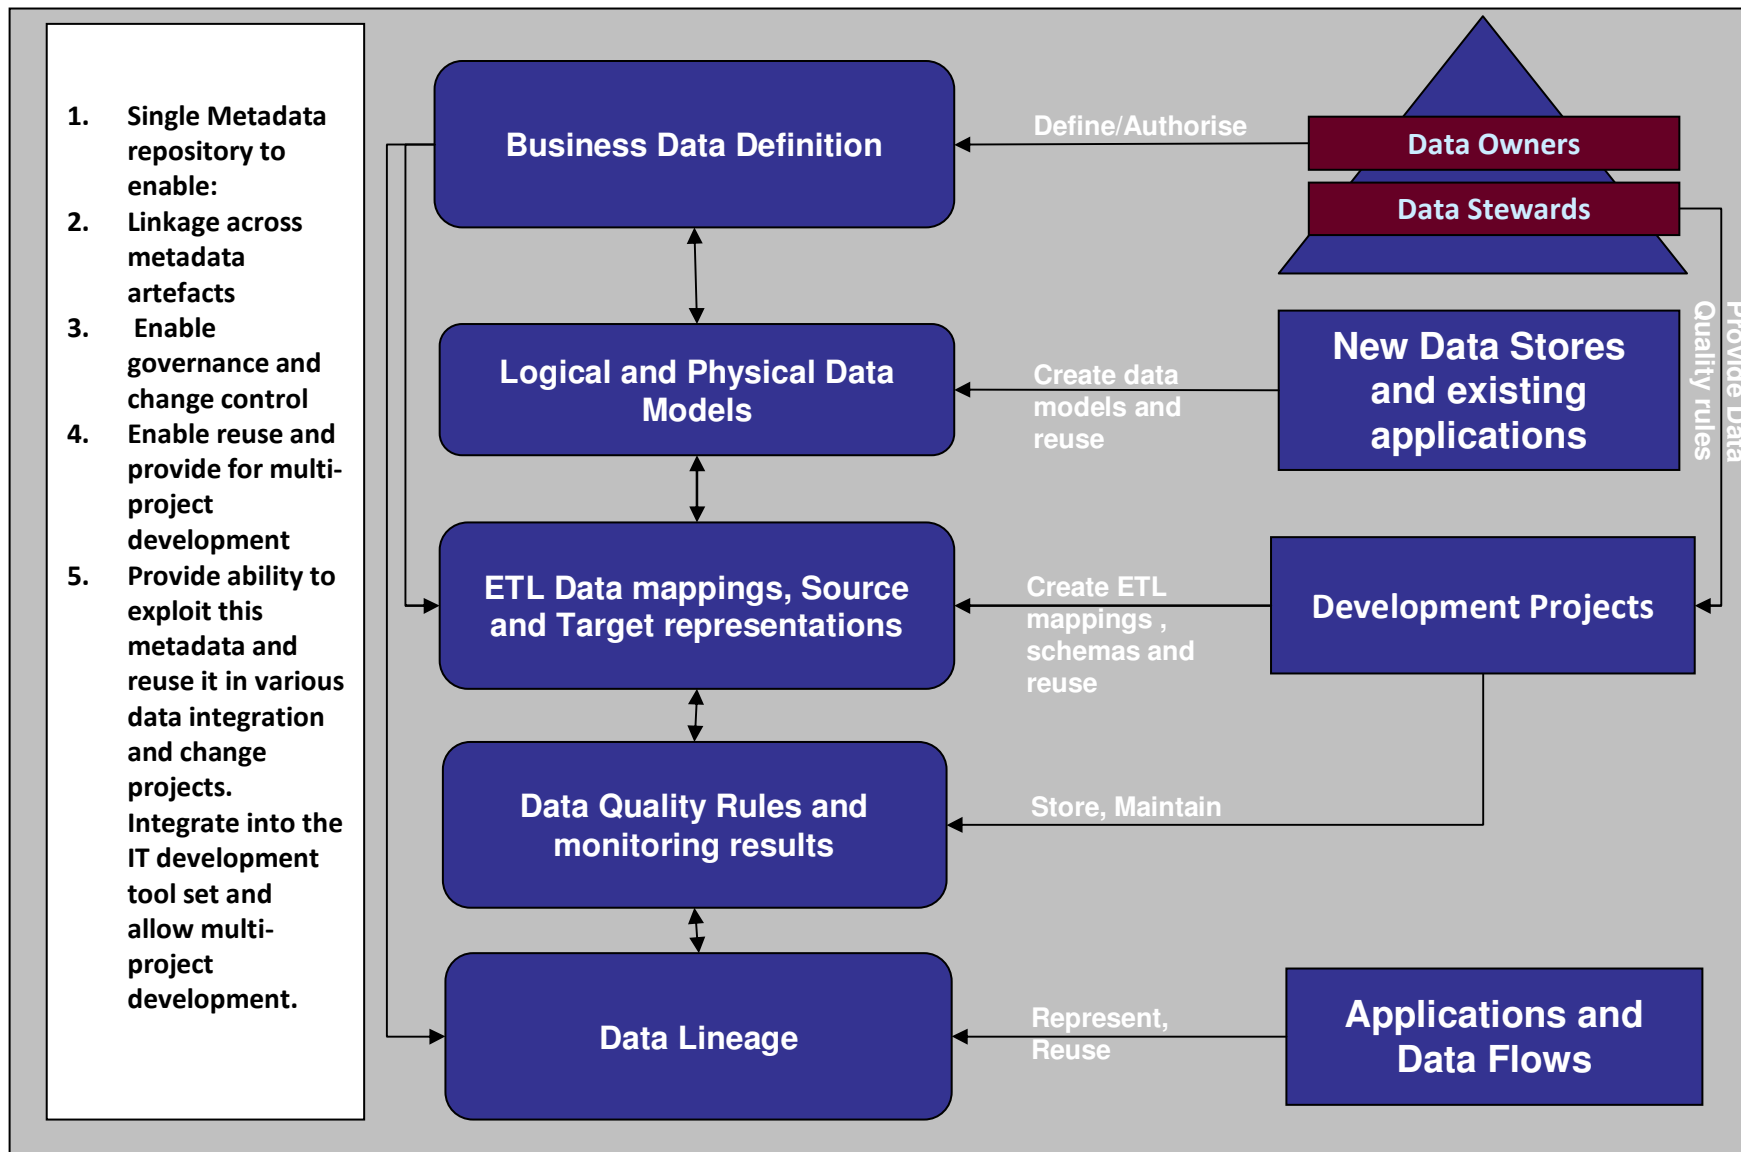 1. Single Metadata
repository to
enable:
2. Linkage across
metadata
artefacts
3. Enable
governance and
change control
4. Enable reuse and
provide for multi-
project
development
5. Provide ability to
exploit this
metadata and
reuse it in various
data integration
and change
projects.
Integrate into the
IT development
tool set and
allow multi-
project
development.
Business Data Definition
Define/Authorise
Data Owners
Data Stewards
Provide Data
Quality rules
Logical and Physical Data
Models
Create data
models and
reuse
New Data Stores
and existing
applications
ETL Data mappings, Source
and Target representations
Create ETL
mappings ,
schemas and
reuse
Development Projects
Data Quality Rules and
monitoring results
Store, Maintain
Data Lineage
Represent,
Reuse
Applications and
Data Flows